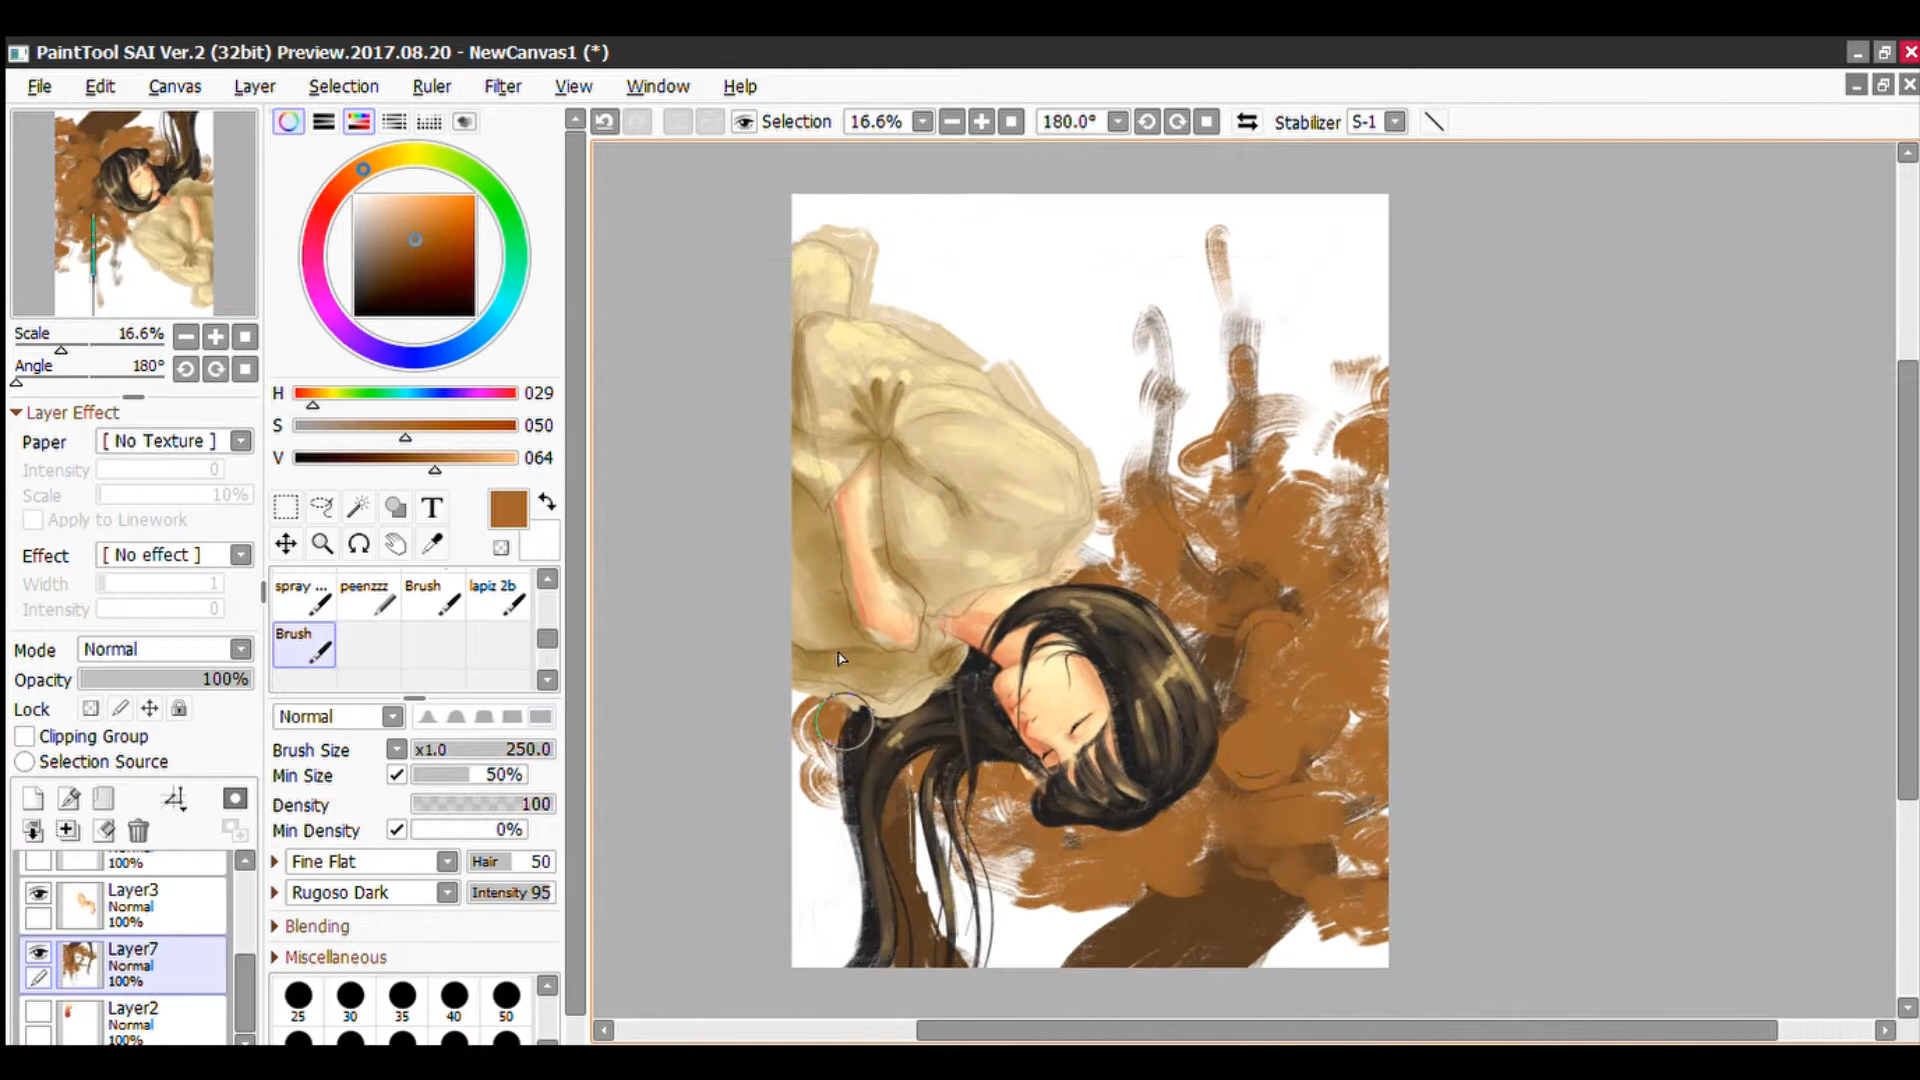 PaintTool SAI Ver.2 (32bit) Preview.2017.08.20 - NewCanvas1 (*)
File Edit Canvas Layer Selection Ruler Filter View Window Help
Selection 16.6% 180.0° Stabilizer S-1
Scale 16.6%
Angle 180°
Layer Effect
Paper [ No Texture ]
Intensity 0
Scale 10%
Apply to Linework
Effect [ No effect ]
Width 1
Intensity 0
Mode Normal
Opacity 100%
Lock
Clipping Group
Selection Source
100%
Layer3
Normal
100%
Layer7
Normal
100%
Layer2
Normal
100%
H 029
S 050
V 064
T
spray ... peenzzz Brush lapiz 2b
Brush
Normal
Brush Size x1.0 250.0
Min Size 50%
Density 100
Min Density 0%
Fine Flat Hair 50
Rugoso Dark Intensity 95
Blending
Miscellaneous
25 30 35 40 50